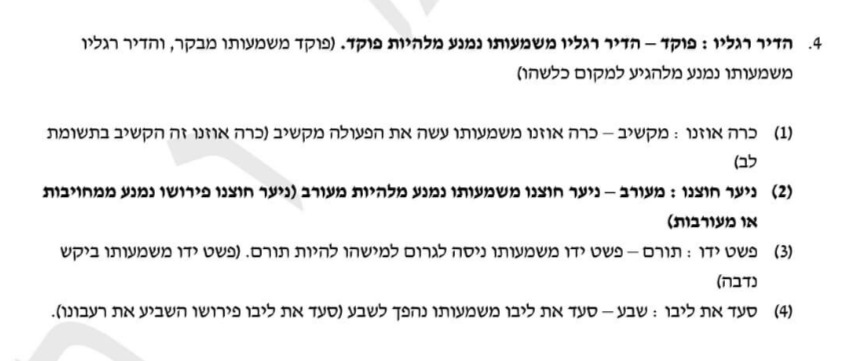 4. הדיר רגליו : פוקד – הדיר רגליו משמעותו נמנע מלהיות פוקד. (פוקד משמעותו מבקר, והדיר רגליו
משמעותו נמנע מלהגיע למקום כלשהו)
(1) כרה אוזנו : מקשיב – כרה אוזנו משמעותו עשה את הפעולה מקשיב (כרה אוזנו זה הקשיב בתשומת
לב)
(2) ניער חוצנו : מעורב – ניער חוצנו משמעותו נמנע מלהיות מעורב (ניער חוצנו פירושו נמנע ממחויבות
או מעורבות)
(3) פשט ידו : תורם – פשט ידו משמעותו ניסה לגרום למישהו להיות תורם. (פשט ידו משמעותו ביקש
נדבה)
(4) סעד את ליבו : שבע – סעד את ליבו משמעותו נהפך לשבע (סעד את ליבו פירושו השביע את רעבונו).